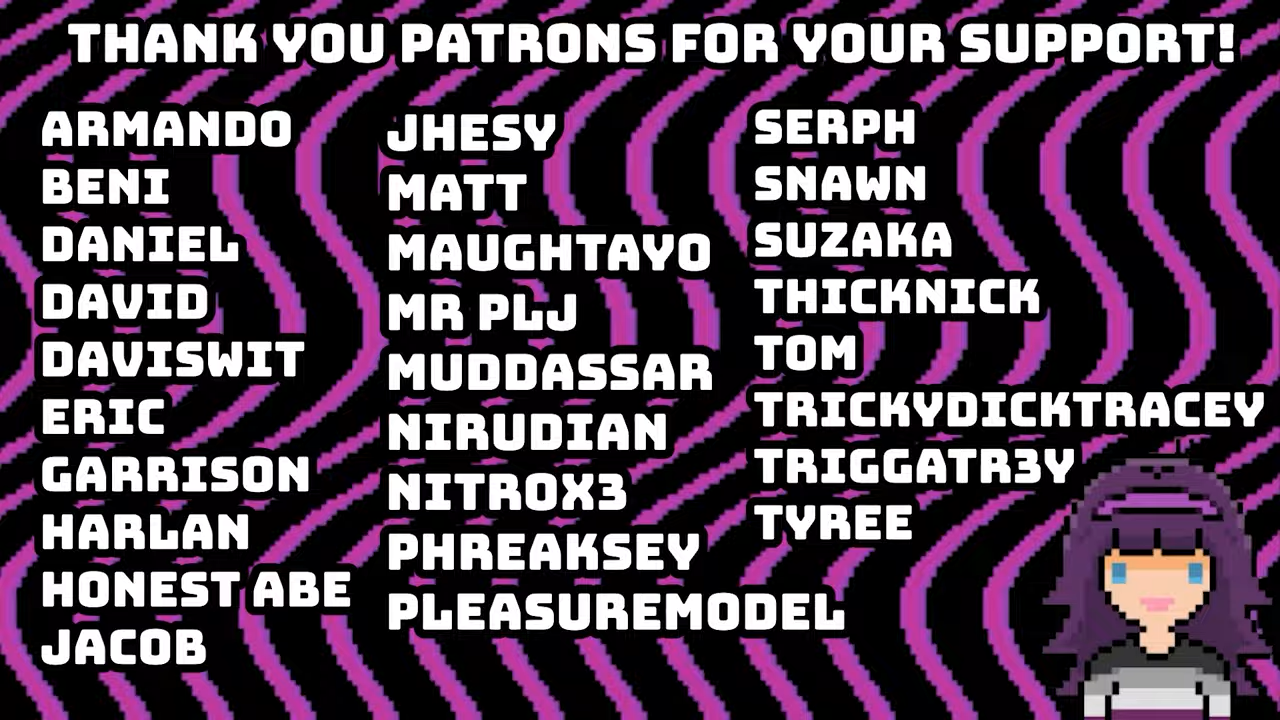 THANK YOU PATRONS FOR YOUR SUPPORT!
ARMANDO
BENI
DANIEL
DAVID
DAVISWIT
ERIC
GARRISON
HARLAN
HONEST ABE
JACOB
JHESY
MATT
MAUGHTAYO
MR PLJ
MUDDASSAR
NIRUDIAN
NITROX3
PHREAKSEY
PLEASUREMODEL
SERPH
SNAWN
SUZAKA
THICKNICK
TOM
TRICKYDICKTRACEY
TRIGGATR3Y
TYREE